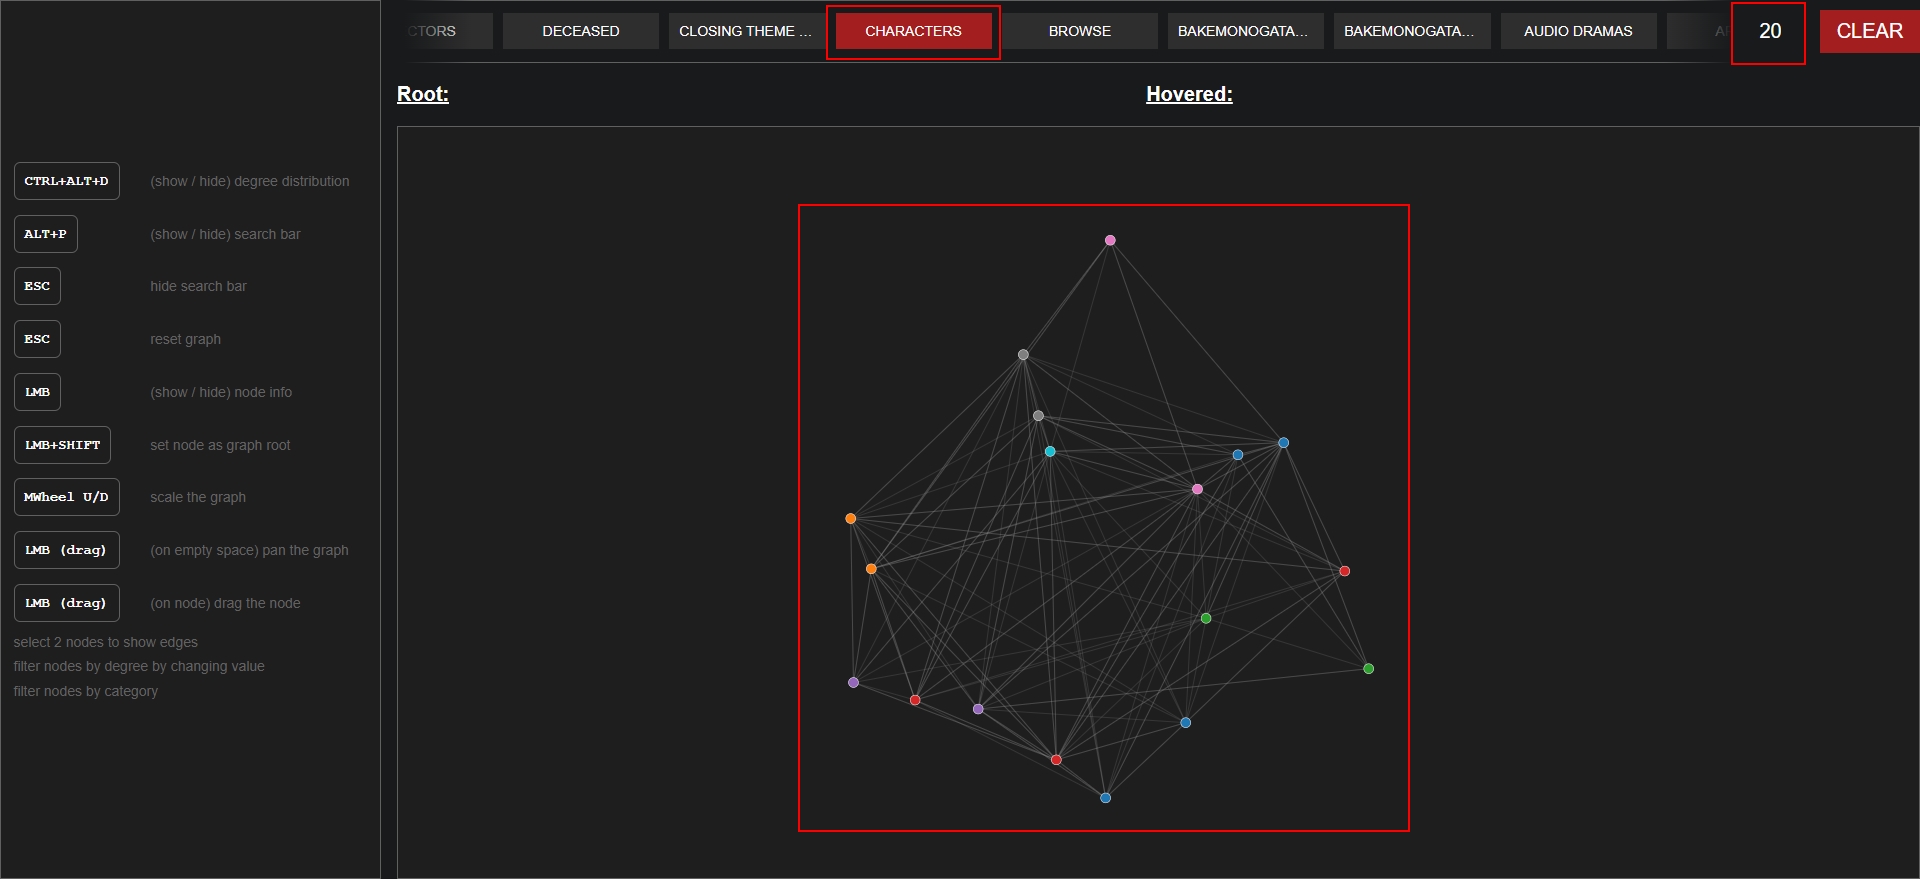 CTORS DECEASED CLOSING THEME ... CHARACTERS BROWSE BAKEMONOGATA... BAKEMONOGATA... AUDIO DRAMAS 20 CLEAR
Root: Hovered:
CTRL+ALT+D (show / hide) degree distribution
ALT+P (show / hide) search bar
ESC hide search bar
ESC reset graph
LMB (show / hide) node info
LMB+SHIFT set node as graph root
MWheel U/D scale the graph
LMB (drag) (on empty space) pan the graph
LMB (drag) (on node) drag the node
select 2 nodes to show edges
filter nodes by degree by changing value
filter nodes by category